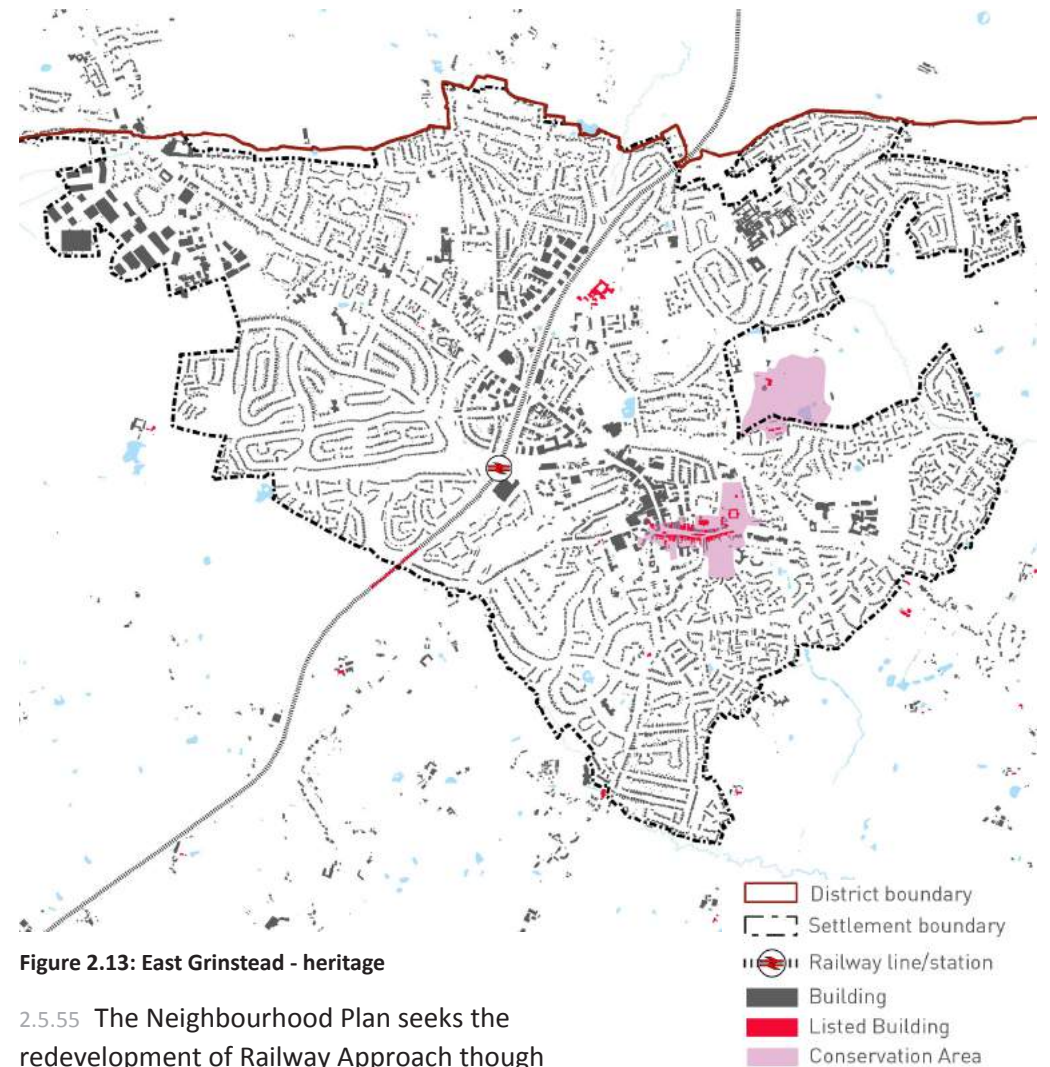 District boundary
Settlement boundary
Railway line/station
Building
Listed Building
Conservation Area
Figure 2.13: East Grinstead - heritage
2.5.55 The Neighbourhood Plan seeks the
redevelopment of Railway Approach though